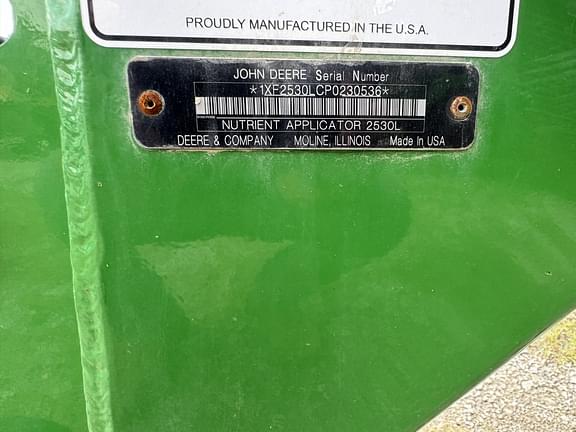 PROUDLY MANUFACTURED IN THE U.S.A.
JOHN DEERE Serial Number
*1XF2530LCP0230536*
NUTRIENT APPLICATOR 2530L
DEERE & COMPANY MOLINE, ILLINOIS Made In USA